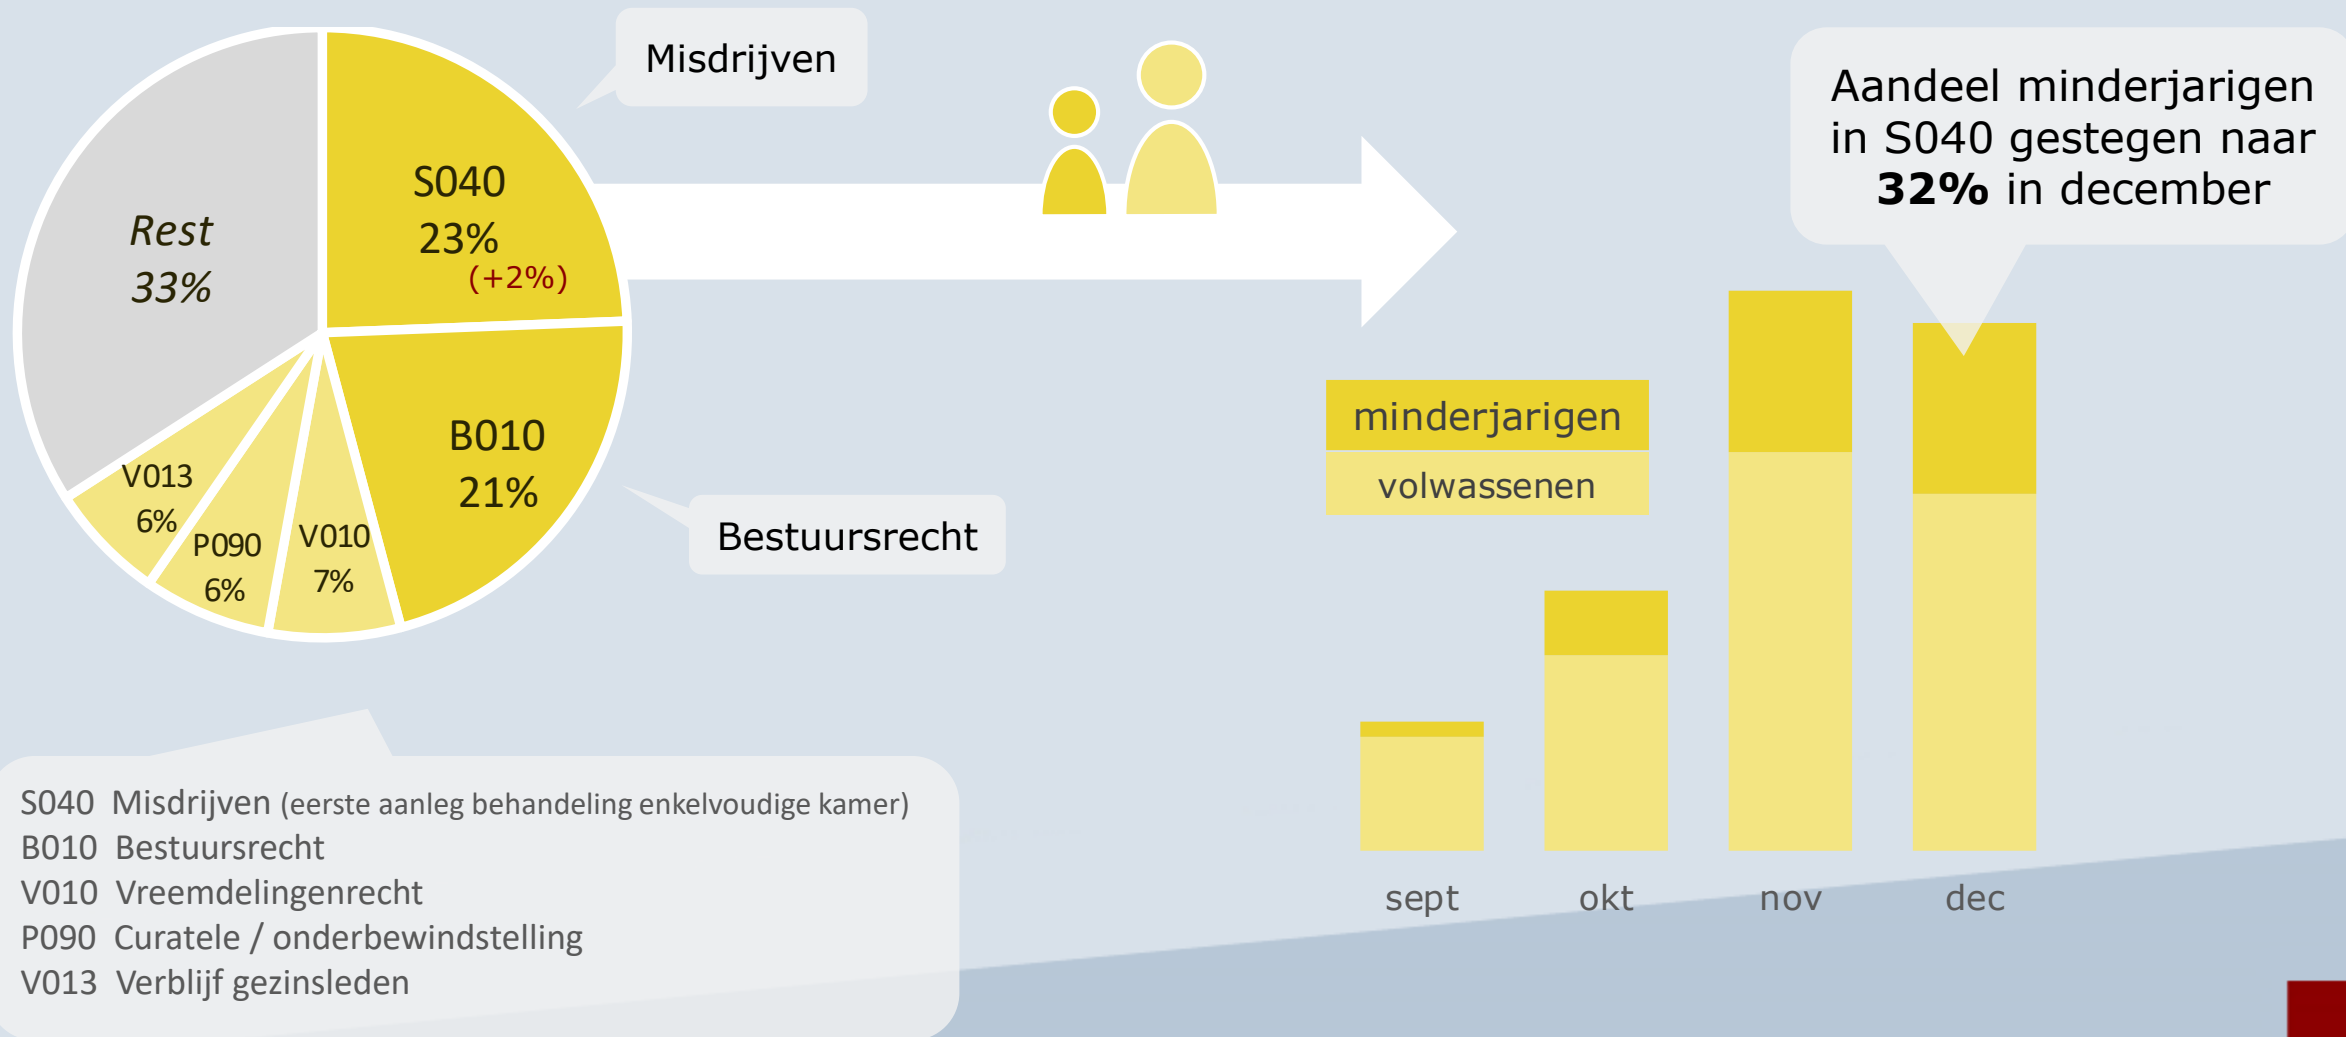 Misdrijven
S040
23%
(+2%)
Rest
33%
B010
21%
V010
7%
P090
6%
V013
6%
Bestuursrecht
S040 Misdrijven (eerste aanleg behandeling enkelvoudige kamer)
B010 Bestuursrecht
V010 Vreemdelingenrecht
P090 Curatele / onderbewindstelling
V013 Verblijf gezinsleden
Aandeel minderjarigen
in S040 gestegen naar
32% in december
minderjarigen
volwassenen
sept
okt
nov
dec